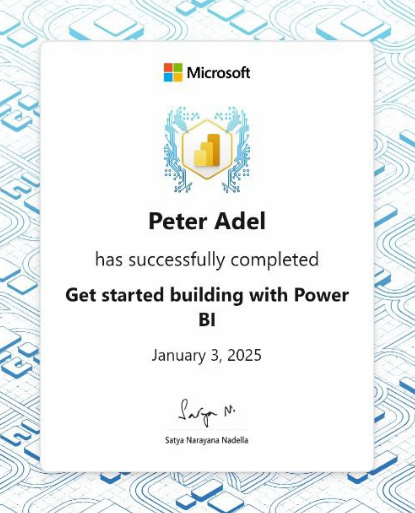 Microsoft
Peter Adel
has successfully completed
Get started building with Power
BI
January 3, 2025
Satya N.
Satya Narayana Nadella